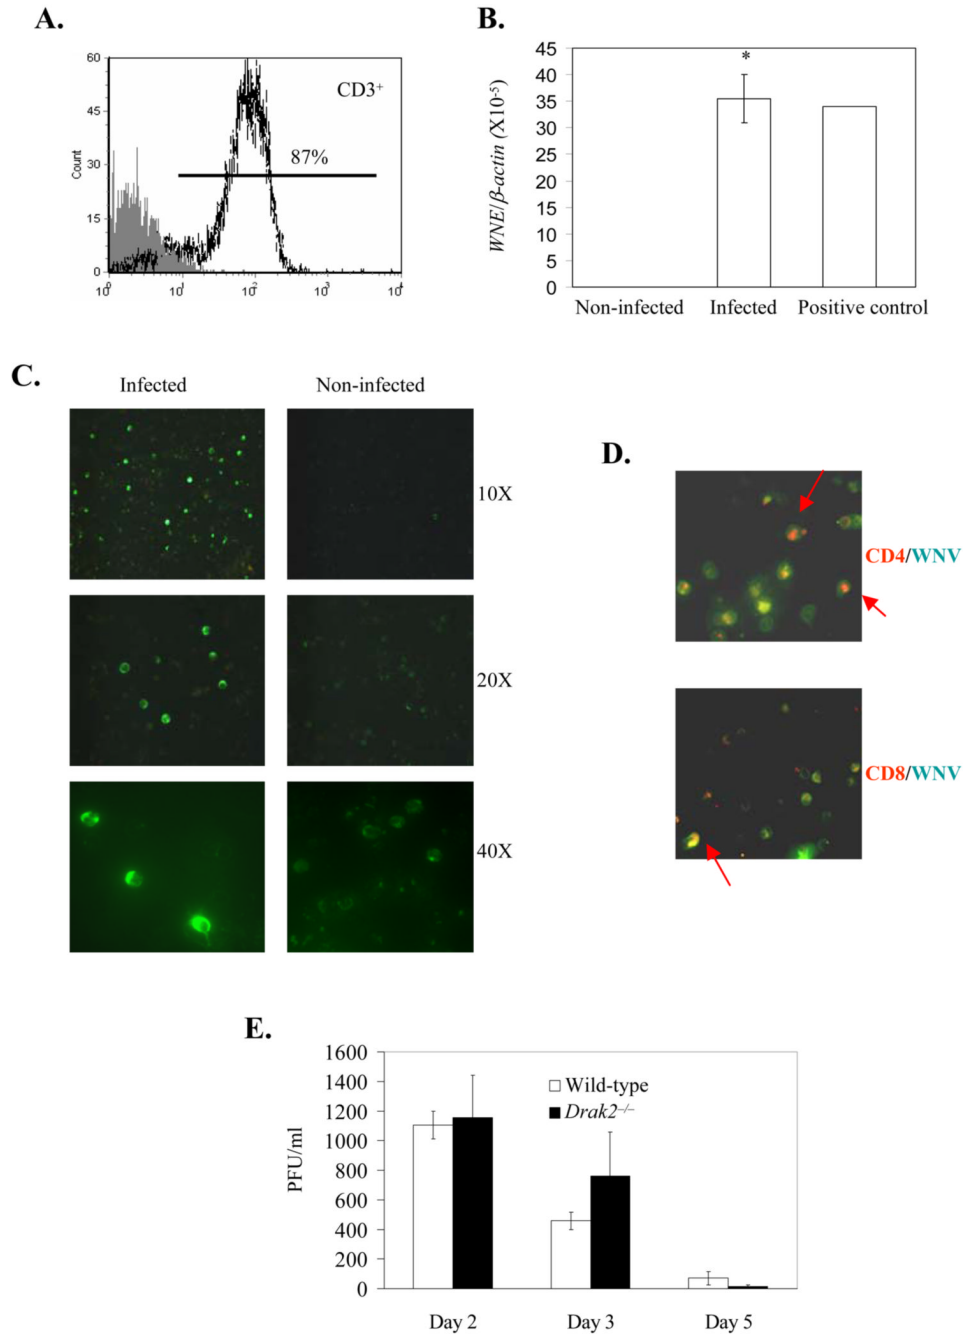 A.
60
45
30
15
0
Count
CD3+
87%
10^0
10^1
10^2
10^3
10^4
B.
45
40
35
30
25
20
15
10
5
0
WNE/β-actin (X10^-5)
*
Non-infected
Infected
Positive control
C.
Infected
Non-infected
10X
20X
40X
D.
CD4/WNV
CD8/WNV
E.
1600
1400
1200
1000
800
600
400
200
0
PFU/ml
Wild-type
Drak2–/–
Day 2
Day 3
Day 5